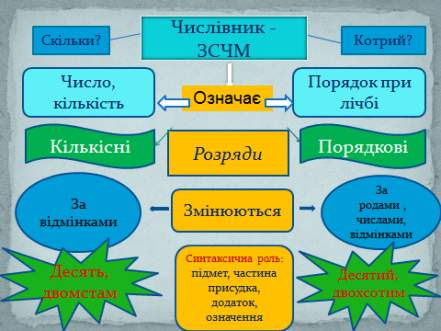 Скільки?
Числівник -
ЗСЧМ
Котрий?
Число,
кількість
Означає
Порядок при
лічбі
Кількісні
Розряди
Порядкові
За
відмінками
Змінюються
За
родами ,
числами,
відмінками
Десять,
двомстам
Синтаксична роль:
підмет, частина
присудка,
додаток,
означення
Десятий,
двохсотим